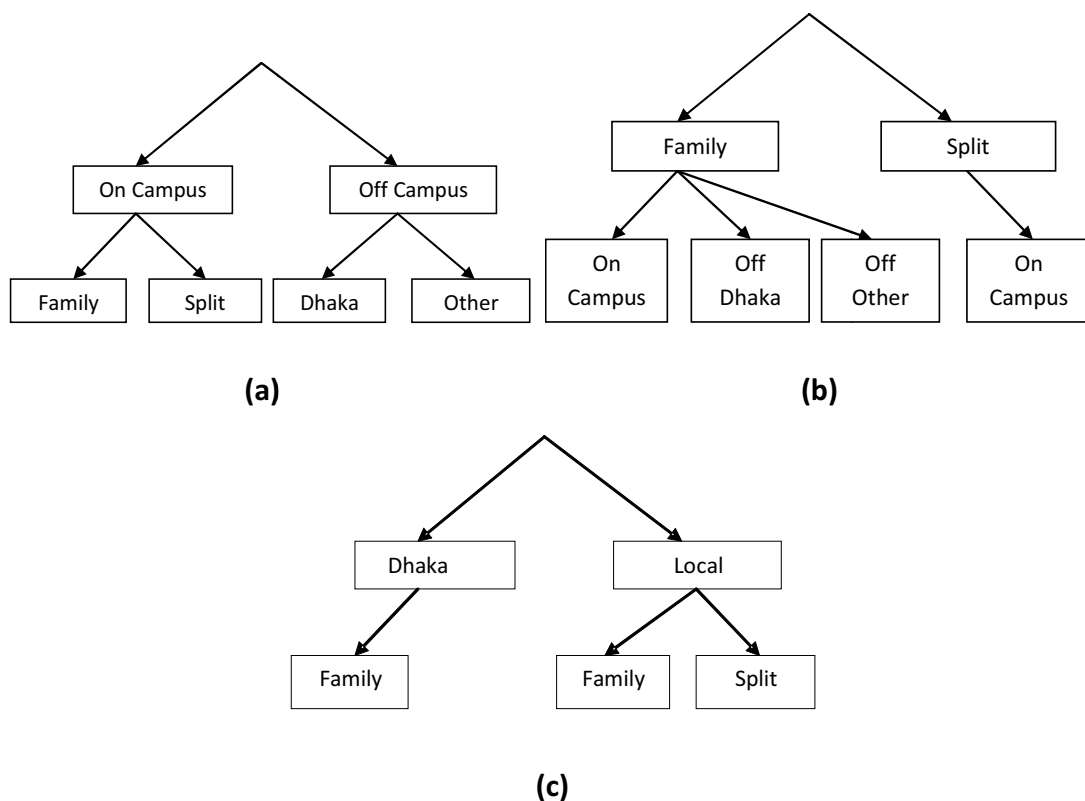 On Campus
Off Campus
Family
Split
Dhaka
Other
(a)
Family
Split
On
Campus
Off
Dhaka
Off
Other
On
Campus
(b)
Dhaka
Local
Family
Family
Split
(c)